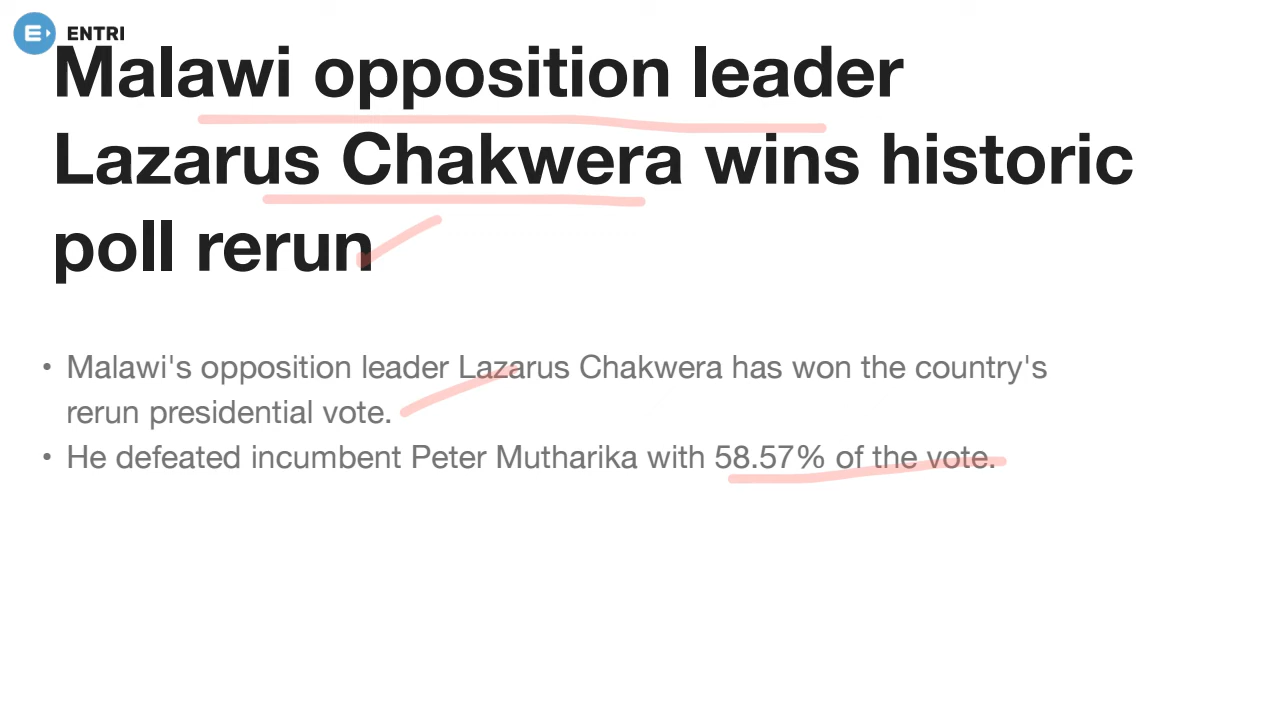 ENTRI
Malawi opposition leader
Lazarus Chakwera wins historic
poll rerun
• Malawi's opposition leader Lazarus Chakwera has won the country's
rerun presidential vote.
• He defeated incumbent Peter Mutharika with 58.57% of the vote.